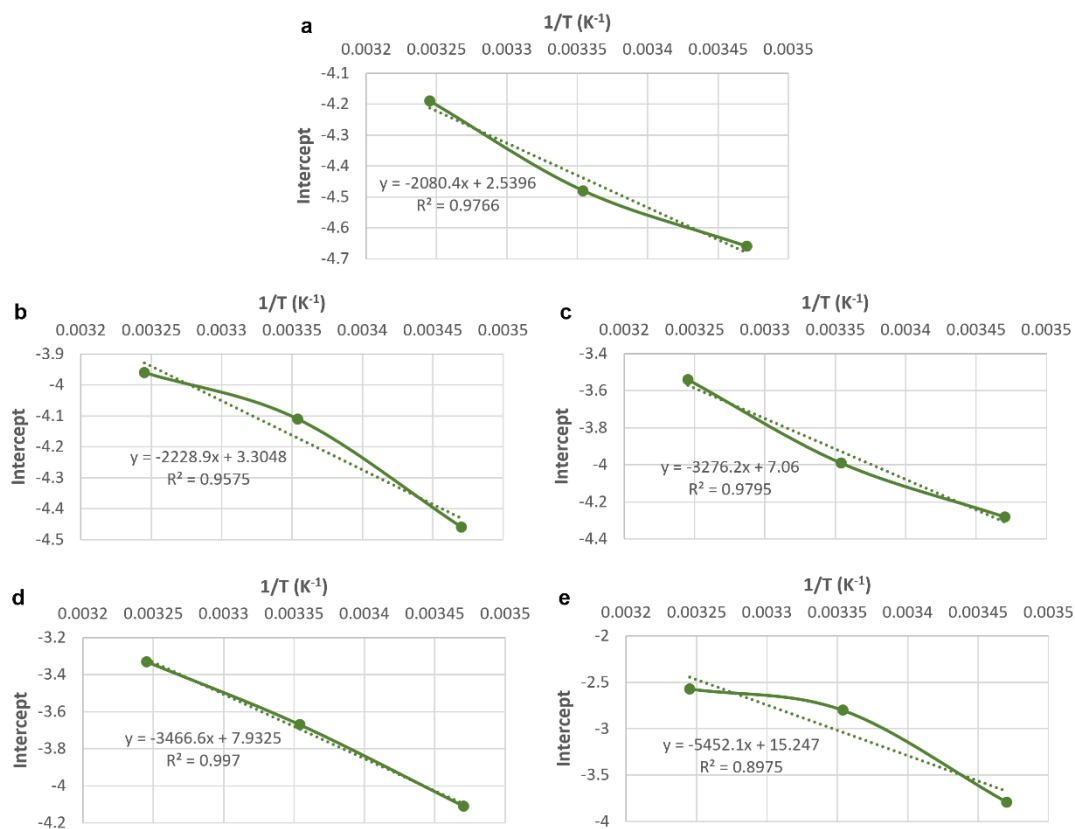 a
1/T (K⁻¹)
0.0032 0.00325 0.0033 0.00335 0.0034 0.00345 0.0035
-4.1
-4.2
-4.3
-4.4
-4.5
-4.6
-4.7
Intercept
y = -2080.4x + 2.5396
R² = 0.9766
b
1/T (K⁻¹)
0.0032 0.00325 0.0033 0.00335 0.0034 0.00345 0.0035
-3.9
-4
-4.1
-4.2
-4.3
-4.4
-4.5
Intercept
y = -2228.9x + 3.3048
R² = 0.9575
c
1/T (K⁻¹)
0.0032 0.00325 0.0033 0.00335 0.0034 0.00345 0.0035
-3.4
-3.6
-3.8
-4
-4.2
-4.4
Intercept
y = -3276.2x + 7.06
R² = 0.9795
d
1/T (K⁻¹)
0.0032 0.00325 0.0033 0.00335 0.0034 0.00345 0.0035
-3.2
-3.4
-3.6
-3.8
-4
-4.2
Intercept
y = -3466.6x + 7.9325
R² = 0.997
e
1/T (K⁻¹)
0.0032 0.00325 0.0033 0.00335 0.0034 0.00345 0.0035
-2
-2.5
-3
-3.5
-4
Intercept
y = -5452.1x + 15.247
R² = 0.8975